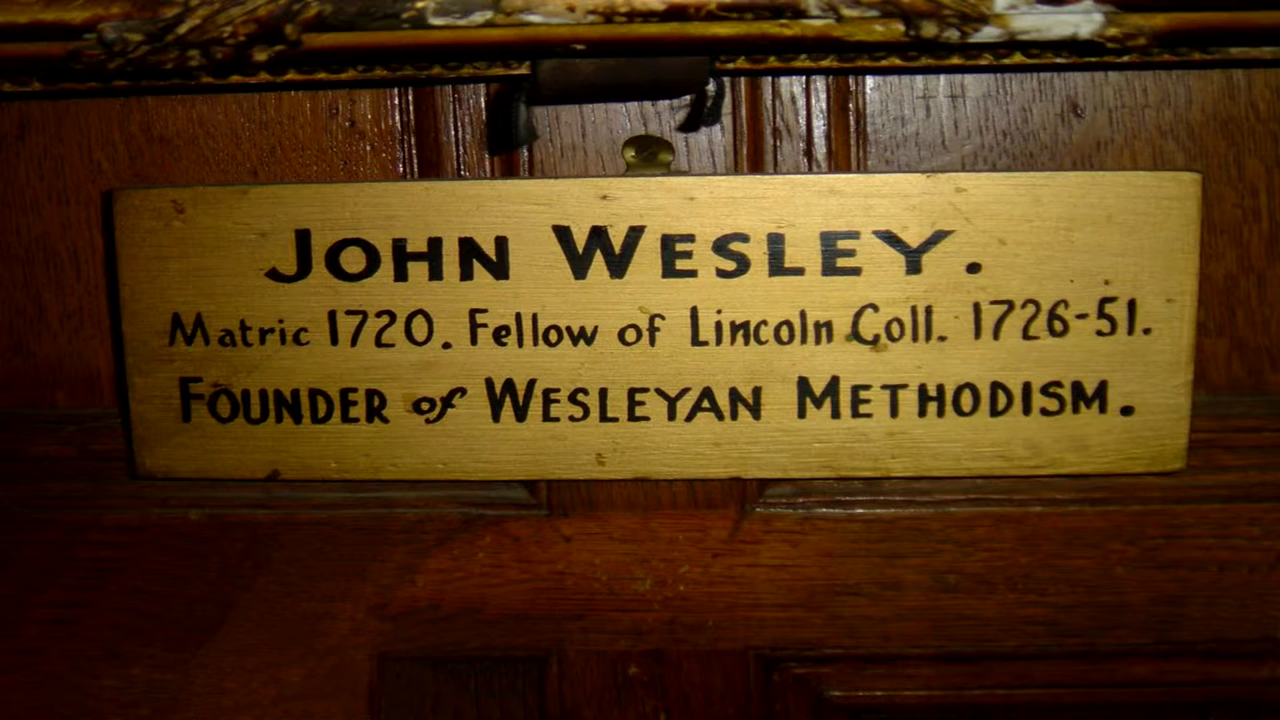 JOHN WESLEY.
Matric 1720. Fellow of Lincoln Coll. 1726-51.
FOUNDER of WESLEYAN METHODISM.